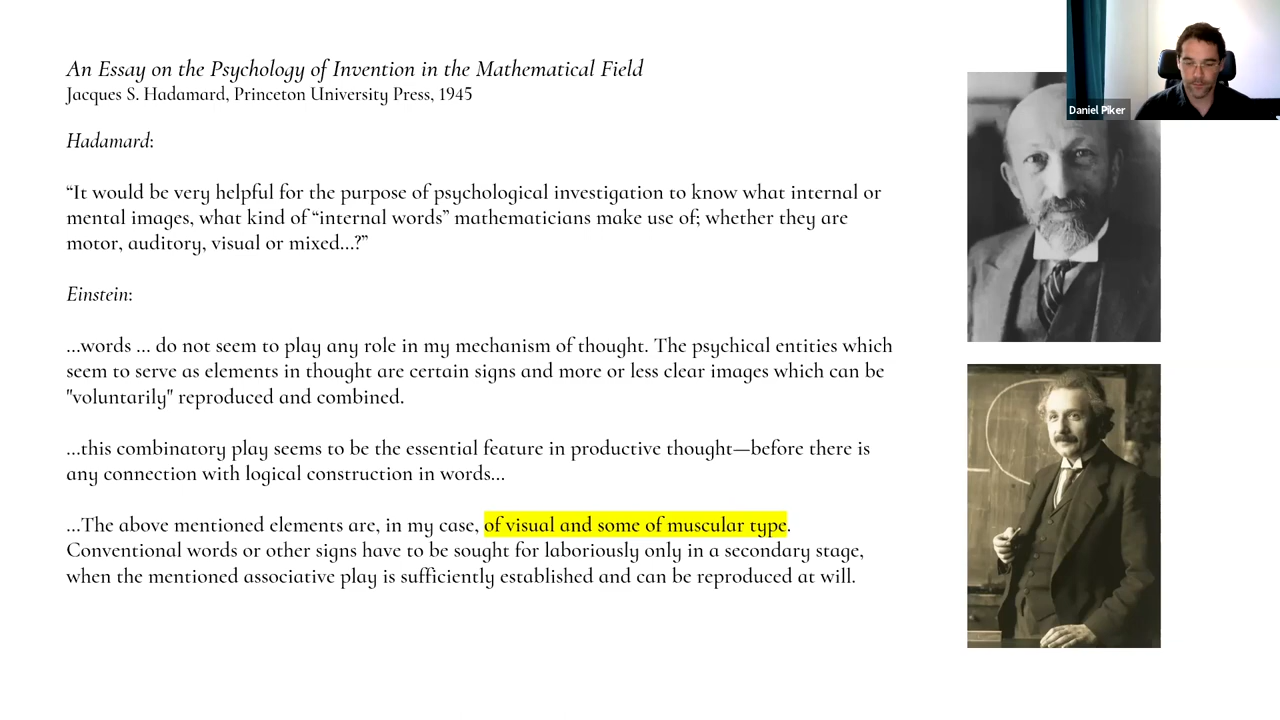 An Essay on the Psychology of Invention in the Mathematical Field
Jacques S. Hadamard, Princeton University Press, 1945
Daniel Piker
Hadamard:
“It would be very helpful for the purpose of psychological investigation to know what internal or
mental images, what kind of “internal words” mathematicians make use of; whether they are
motor, auditory, visual or mixed...?”
Einstein:
...words ... do not seem to play any role in my mechanism of thought. The psychical entities which
seem to serve as elements in thought are certain signs and more or less clear images which can be
"voluntarily" reproduced and combined.
...this combinatory play seems to be the essential feature in productive thought—before there is
any connection with logical construction in words...
...The above mentioned elements are, in my case, of visual and some of muscular type.
Conventional words or other signs have to be sought for laboriously only in a secondary stage,
when the mentioned associative play is sufficiently established and can be reproduced at will.